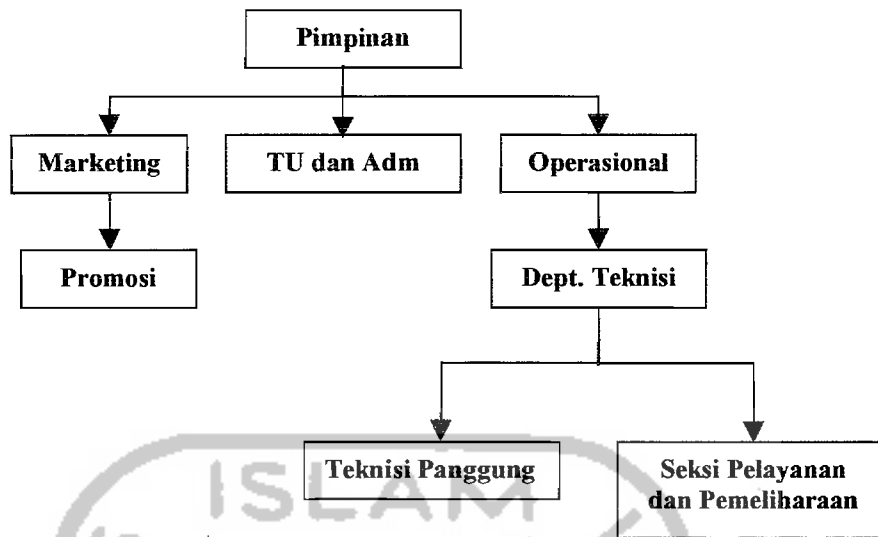 Pimpinan
Marketing
TU dan Adm
Operasional
Promosi
Dept. Teknisi
Teknisi Panggung
Seksi Pelayanan
dan Pemeliharaan
ISLAM